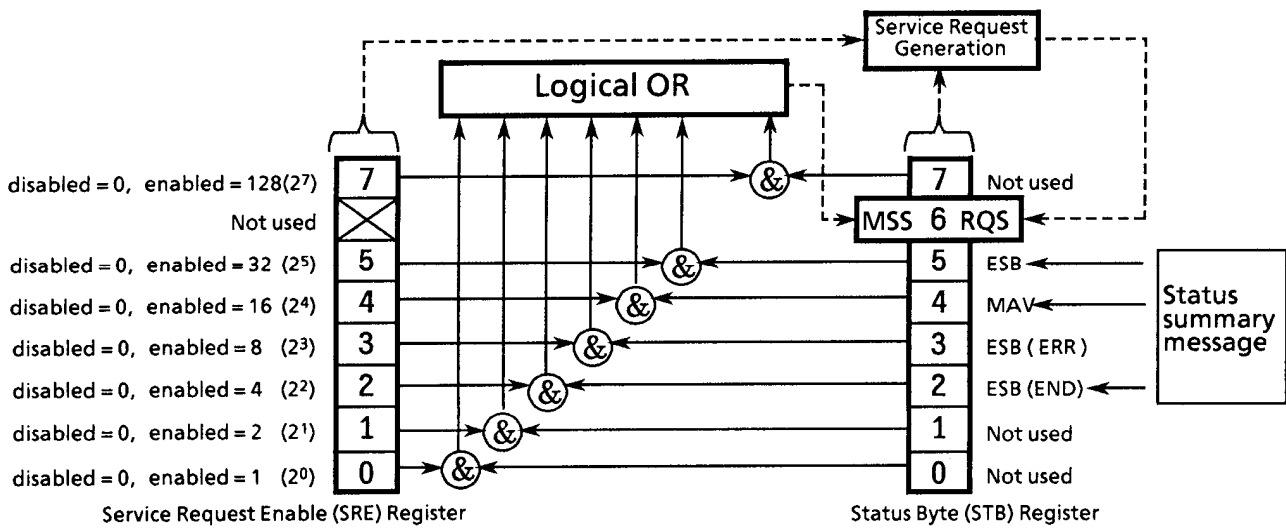 Service Request
Generation
Logical OR
disabled = 0, enabled = 128(2⁷)
7
&
7
Not used
Not used
MSS 6 RQS
disabled = 0, enabled = 32 (2⁵)
5
&
5
ESB
disabled = 0, enabled = 16 (2⁴)
4
&
4
MAV
disabled = 0, enabled = 8 (2³)
3
&
3
ESB ( ERR )
disabled = 0, enabled = 4 (2²)
2
&
2
ESB (END)
disabled = 0, enabled = 2 (2¹)
1
&
1
Not used
disabled = 0, enabled = 1 (2⁰)
0
&
0
Not used
Status
summary
message
Service Request Enable (SRE) Register
Status Byte (STB) Register